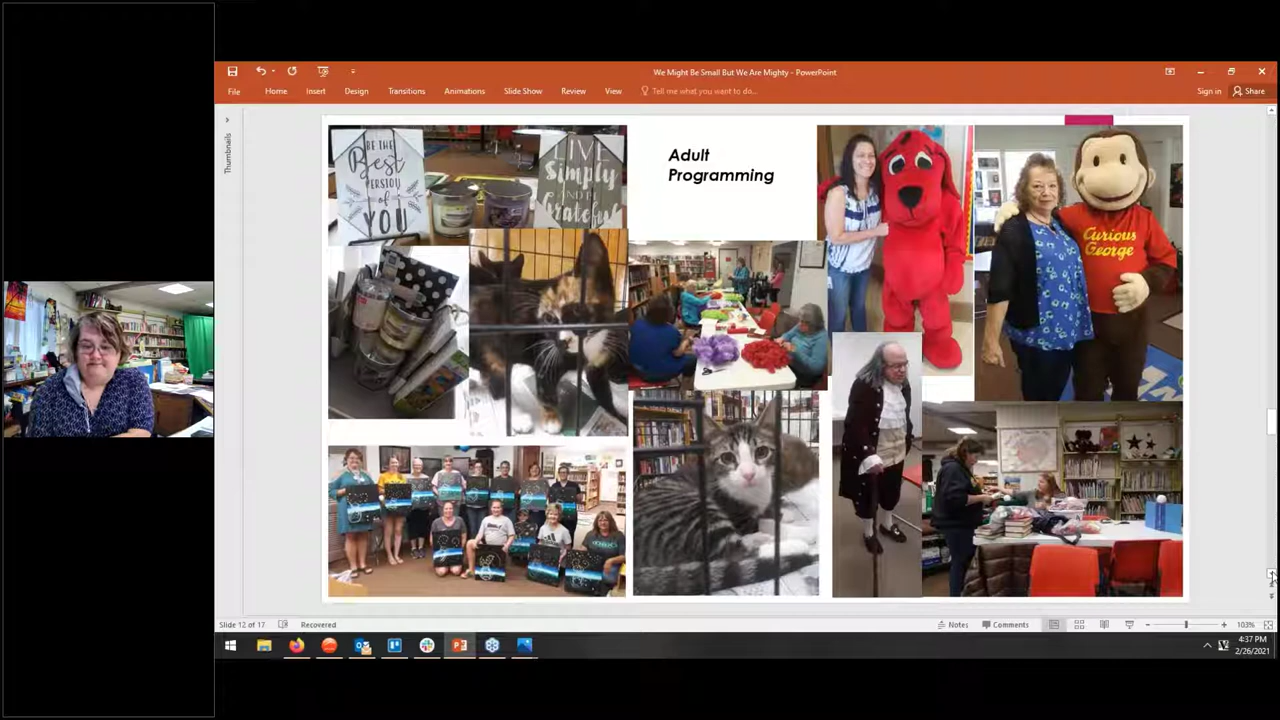 We Might Be Small But We Are Mighty - PowerPoint
File
Home
Insert
Design
Transitions
Animations
Slide Show
Review
View
Tell me what you want to do...
Sign in
Share
Thumbnails
BE THE
Best
VERSION
of
YOU
LIVE
Simply
AND BE
Grateful
Adult
Programming
Curious
George
Slide 12 of 17
Recovered
Notes
Comments
103%
4:37 PM
2/26/2021